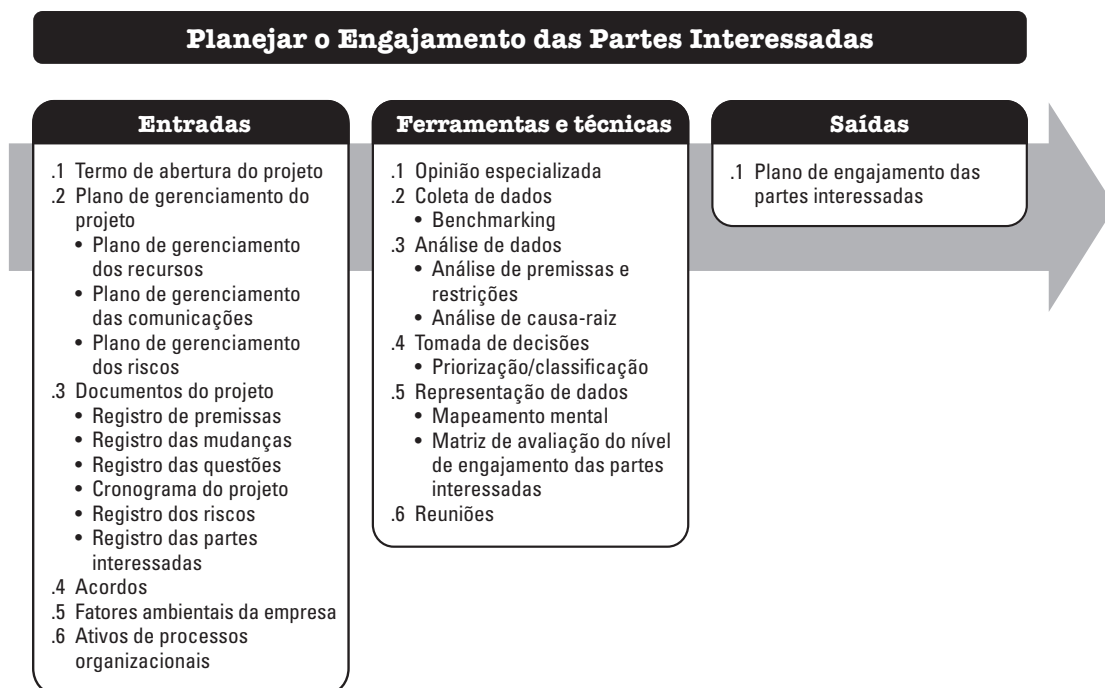 Planejar o Engajamento das Partes Interessadas
Entradas
.1 Termo de abertura do projeto
.2 Plano de gerenciamento do
projeto
• Plano de gerenciamento
dos recursos
• Plano de gerenciamento
das comunicações
• Plano de gerenciamento
dos riscos
.3 Documentos do projeto
• Registro de premissas
• Registro das mudanças
• Registro das questões
• Cronograma do projeto
• Registro dos riscos
• Registro das partes
interessadas
.4 Acordos
.5 Fatores ambientais da empresa
.6 Ativos de processos
organizacionais
Ferramentas e técnicas
.1 Opinião especializada
.2 Coleta de dados
• Benchmarking
.3 Análise de dados
• Análise de premissas e
restrições
• Análise de causa-raiz
.4 Tomada de decisões
• Priorização/classificação
.5 Representação de dados
• Mapeamento mental
• Matriz de avaliação do nível
de engajamento das partes
interessadas
.6 Reuniões
Saídas
.1 Plano de engajamento das
partes interessadas